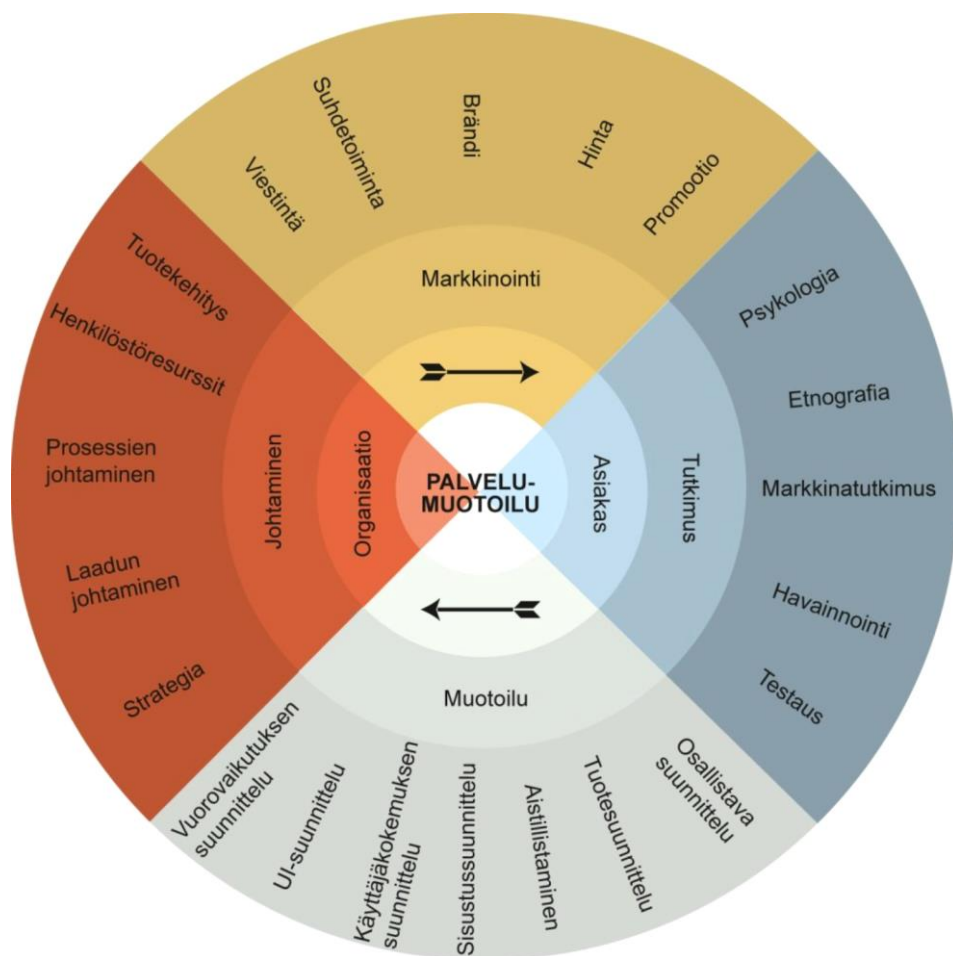 Viestintä
Suhdetoiminta
Brändi
Hinta
Promootio
Markkinointi
Psykologia
Etnografia
Markkinatutkimus
Havainnointi
Testaus
Tutkimus
Asiakas
PALVELU-
MUOTOILU
Organisaatio
Johtaminen
Tuotekehitys
Henkilöstöresurssit
Prosessien
johtaminen
Laadun
johtaminen
Strategia
Muotoilu
Vuorovaikutuksen
suunnittelu
UI-suunnittelu
Käyttäjäkokemuksen
suunnittelu
Sisustussuunnittelu
Aistillistaminen
Tuotesuunnittelu
Osallistava
suunnittelu